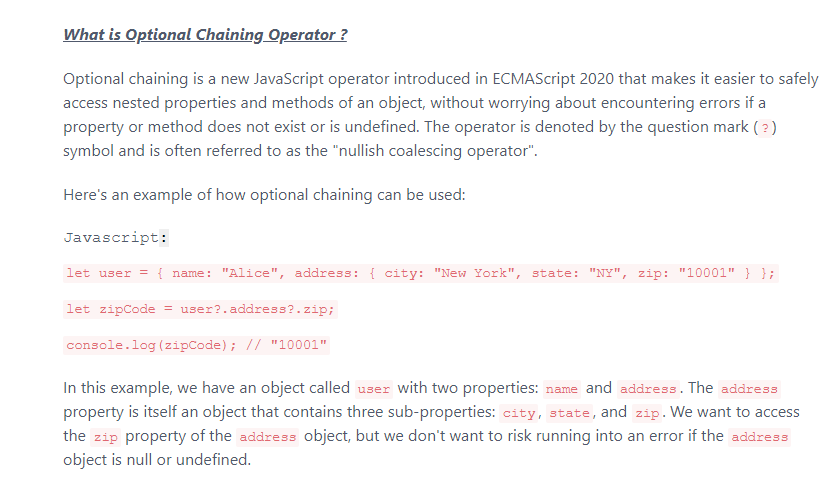 What is Optional Chaining Operator ?
Optional chaining is a new JavaScript operator introduced in ECMAScript 2020 that makes it easier to safely
access nested properties and methods of an object, without worrying about encountering errors if a
property or method does not exist or is undefined. The operator is denoted by the question mark (?)
symbol and is often referred to as the "nullish coalescing operator".
Here's an example of how optional chaining can be used:
Javascript:
let user = { name: "Alice", address: { city: "New York", state: "NY", zip: "10001" } };
let zipCode = user?.address?.zip;
console.log(zipCode); // "10001"
In this example, we have an object called user with two properties: name and address. The address
property is itself an object that contains three sub-properties: city, state, and zip. We want to access
the zip property of the address object, but we don't want to risk running into an error if the address
object is null or undefined.